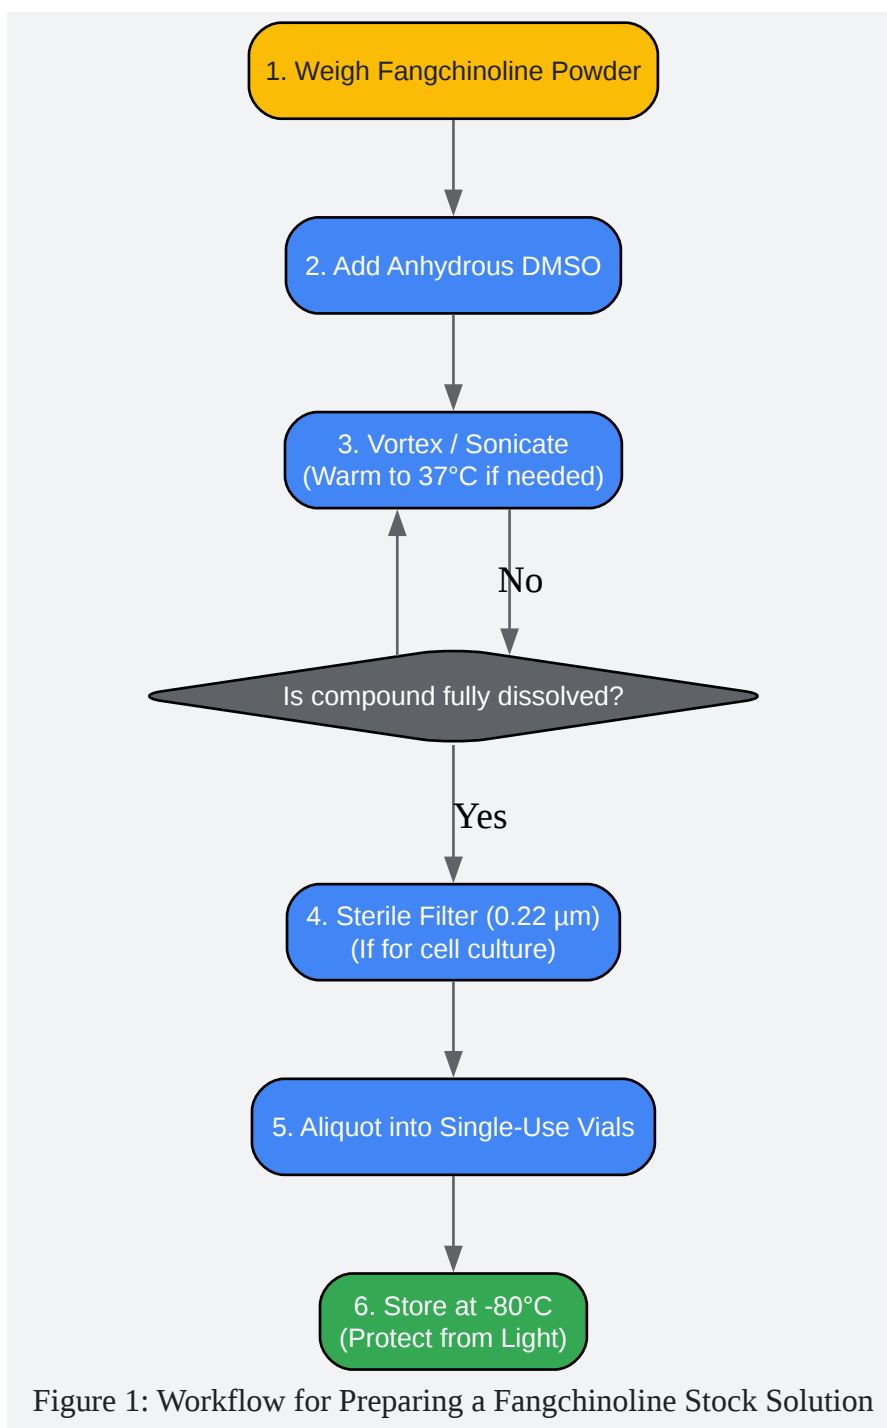 1. Weigh Fangchinoline Powder
2. Add Anhydrous DMSO
3. Vortex / Sonicate
(Warm to 37°C if needed)
No
Is compound fully dissolved?
Yes
4. Sterile Filter (0.22 µm)
(If for cell culture)
5. Aliquot into Single-Use Vials
6. Store at -80°C
(Protect from Light)
Figure 1: Workflow for Preparing a Fangchinoline Stock Solution